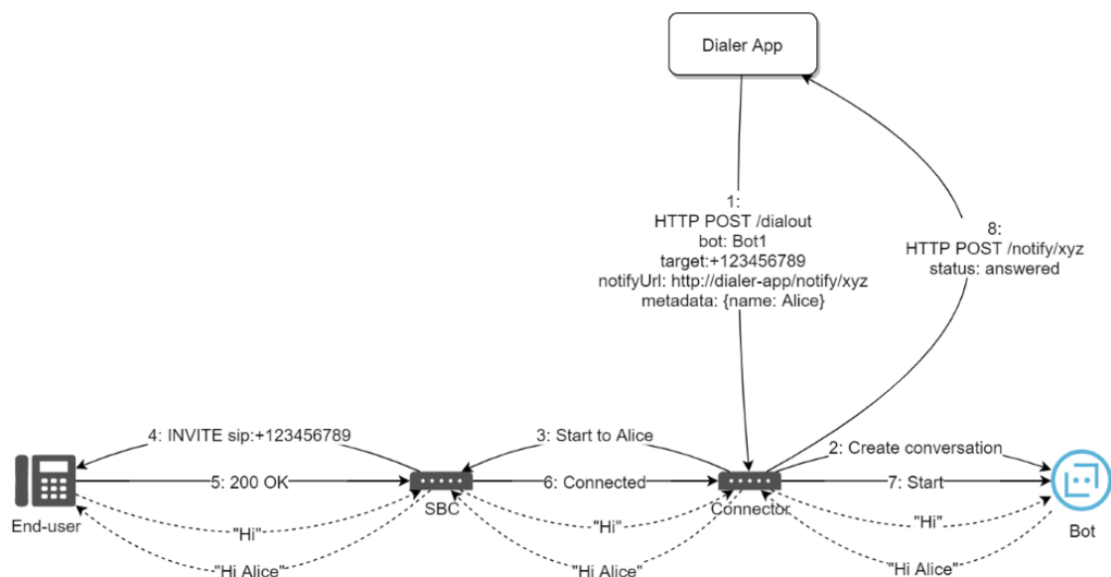 Dialer App
1:
HTTP POST /dialout
bot: Bot1
target:+123456789
notifyUrl: http://dialer-app/notify/xyz
metadata: {name: Alice}
8:
HTTP POST /notify/xyz
status: answered
4: INVITE sip:+123456789
3: Start to Alice
2: Create conversation
5: 200 OK
6: Connected
7: Start
End-user
SBC
Connector
Bot
"Hi"
"Hi"
"Hi"
"Hi Alice"
"Hi Alice"
"Hi Alice"